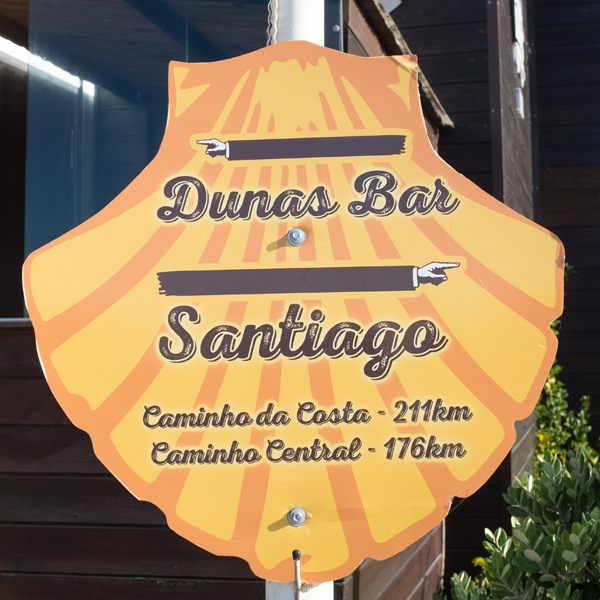 Dunas Bar
Santiago
Caminho da Costa - 211km
Caminho Central - 176km